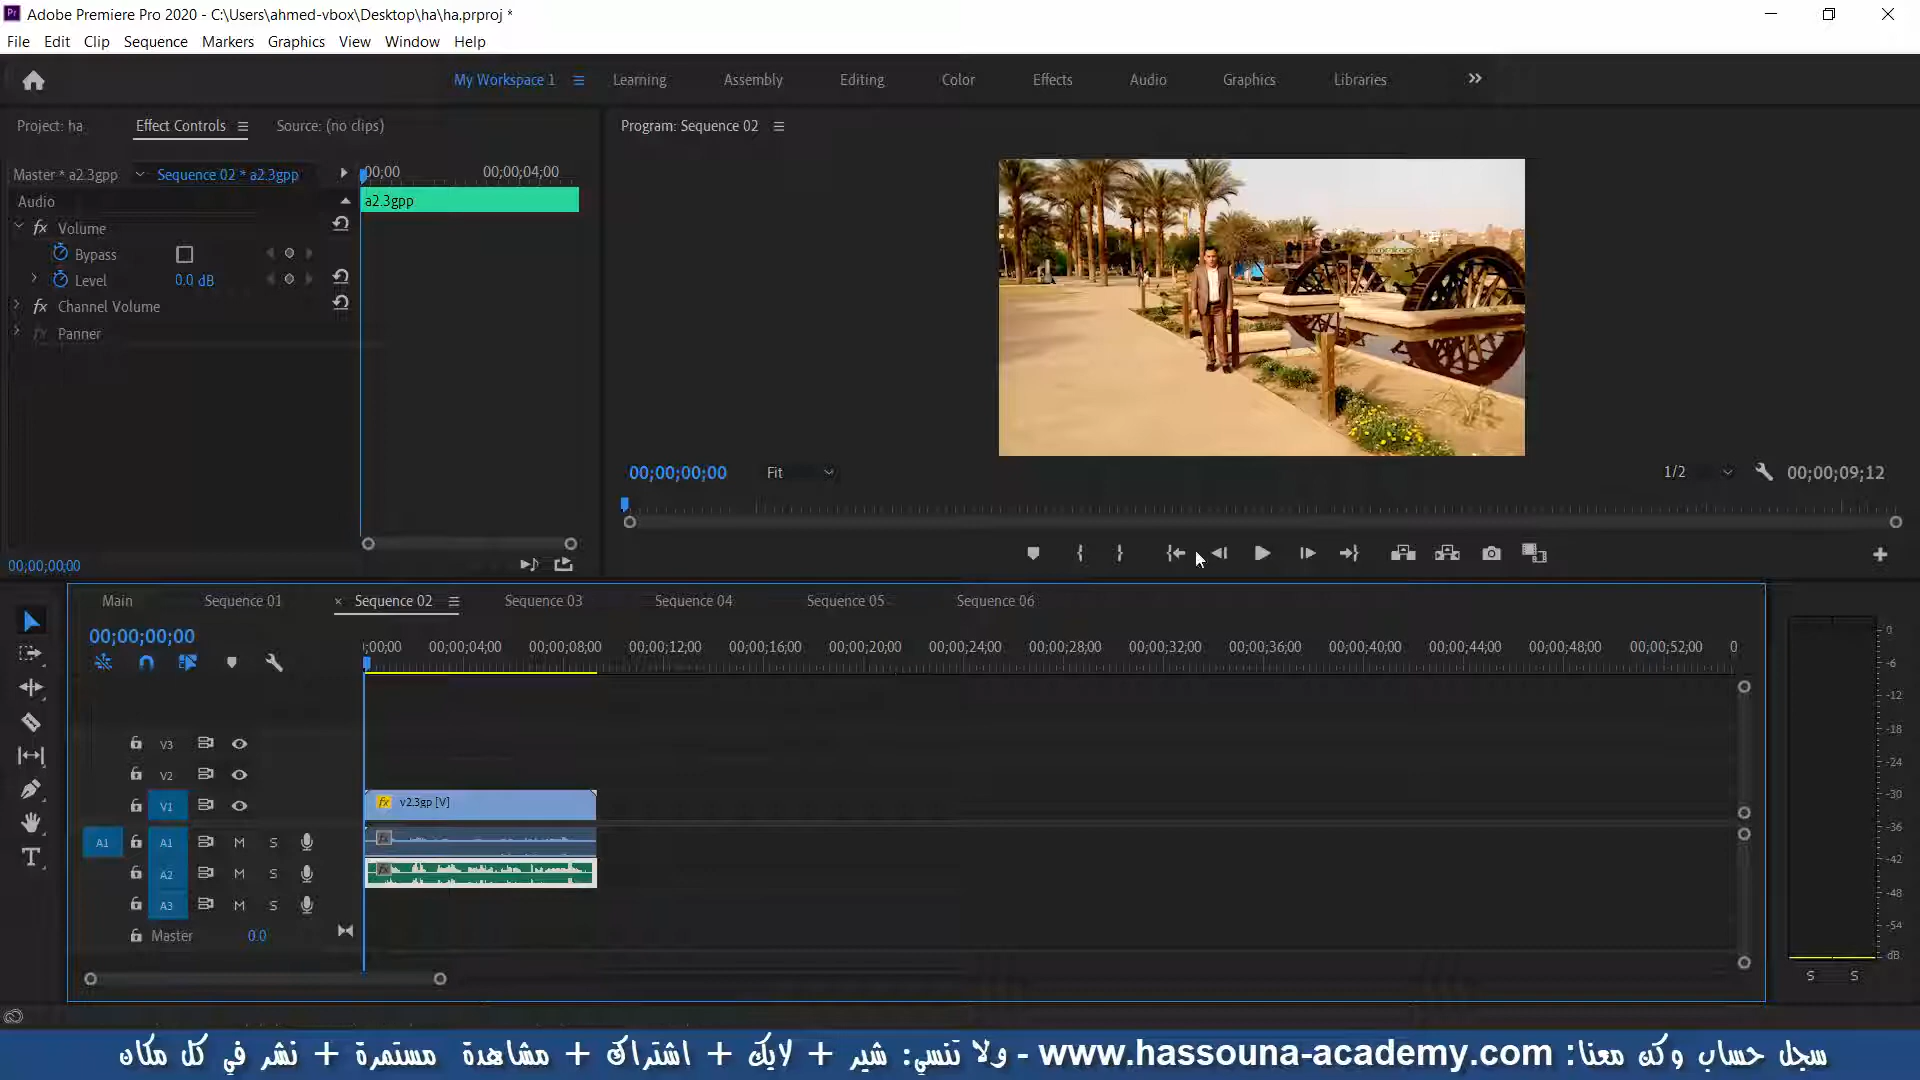 Adobe Premiere Pro 2020 - C:\Users\ahmed-vbox\Desktop\ha\ha.prproj *
File Edit Clip Sequence Markers Graphics View Window Help
My Workspace 1 Learning Assembly Editing Color Effects Audio Graphics Libraries
Project: ha Effect Controls Source: (no clips)
Program: Sequence 02
Master * a2.3gpp Sequence 02 * a2.3gpp
00;00 00;00;04;00
Audio
a2.3gpp
fx Volume
Bypass
Level 0.0 dB
fx Channel Volume
fx Panner
00;00;00;00
00;00;00;00 Fit 1/2 00;00;09;12
Main Sequence 01 × Sequence 02 Sequence 03 Sequence 04 Sequence 05 Sequence 06
00;00;00;00
;00;00 00;00;04;00 00;00;08;00 00;00;12;00 00;00;16;00 00;00;20;00 00;00;24;00 00;00;28;00 00;00;32;00 00;00;36;00 00;00;40;00 00;00;44;00 00;00;48;00 00;00;52;00 0
V3
V2
V1 fx v2.3gp [V]
A1 A1 M S fx
A2 M S fx
A3 M S
Master 0.0
0
-6
-12
-18
-24
-30
-36
-42
-48
-54
dB
S S
سجل حساب وكن معنا: www.hassouna-academy.com - ولا تنسي: شير + لايك + اشتراك + مشاهدة مستمرة + نشر في كل مكان